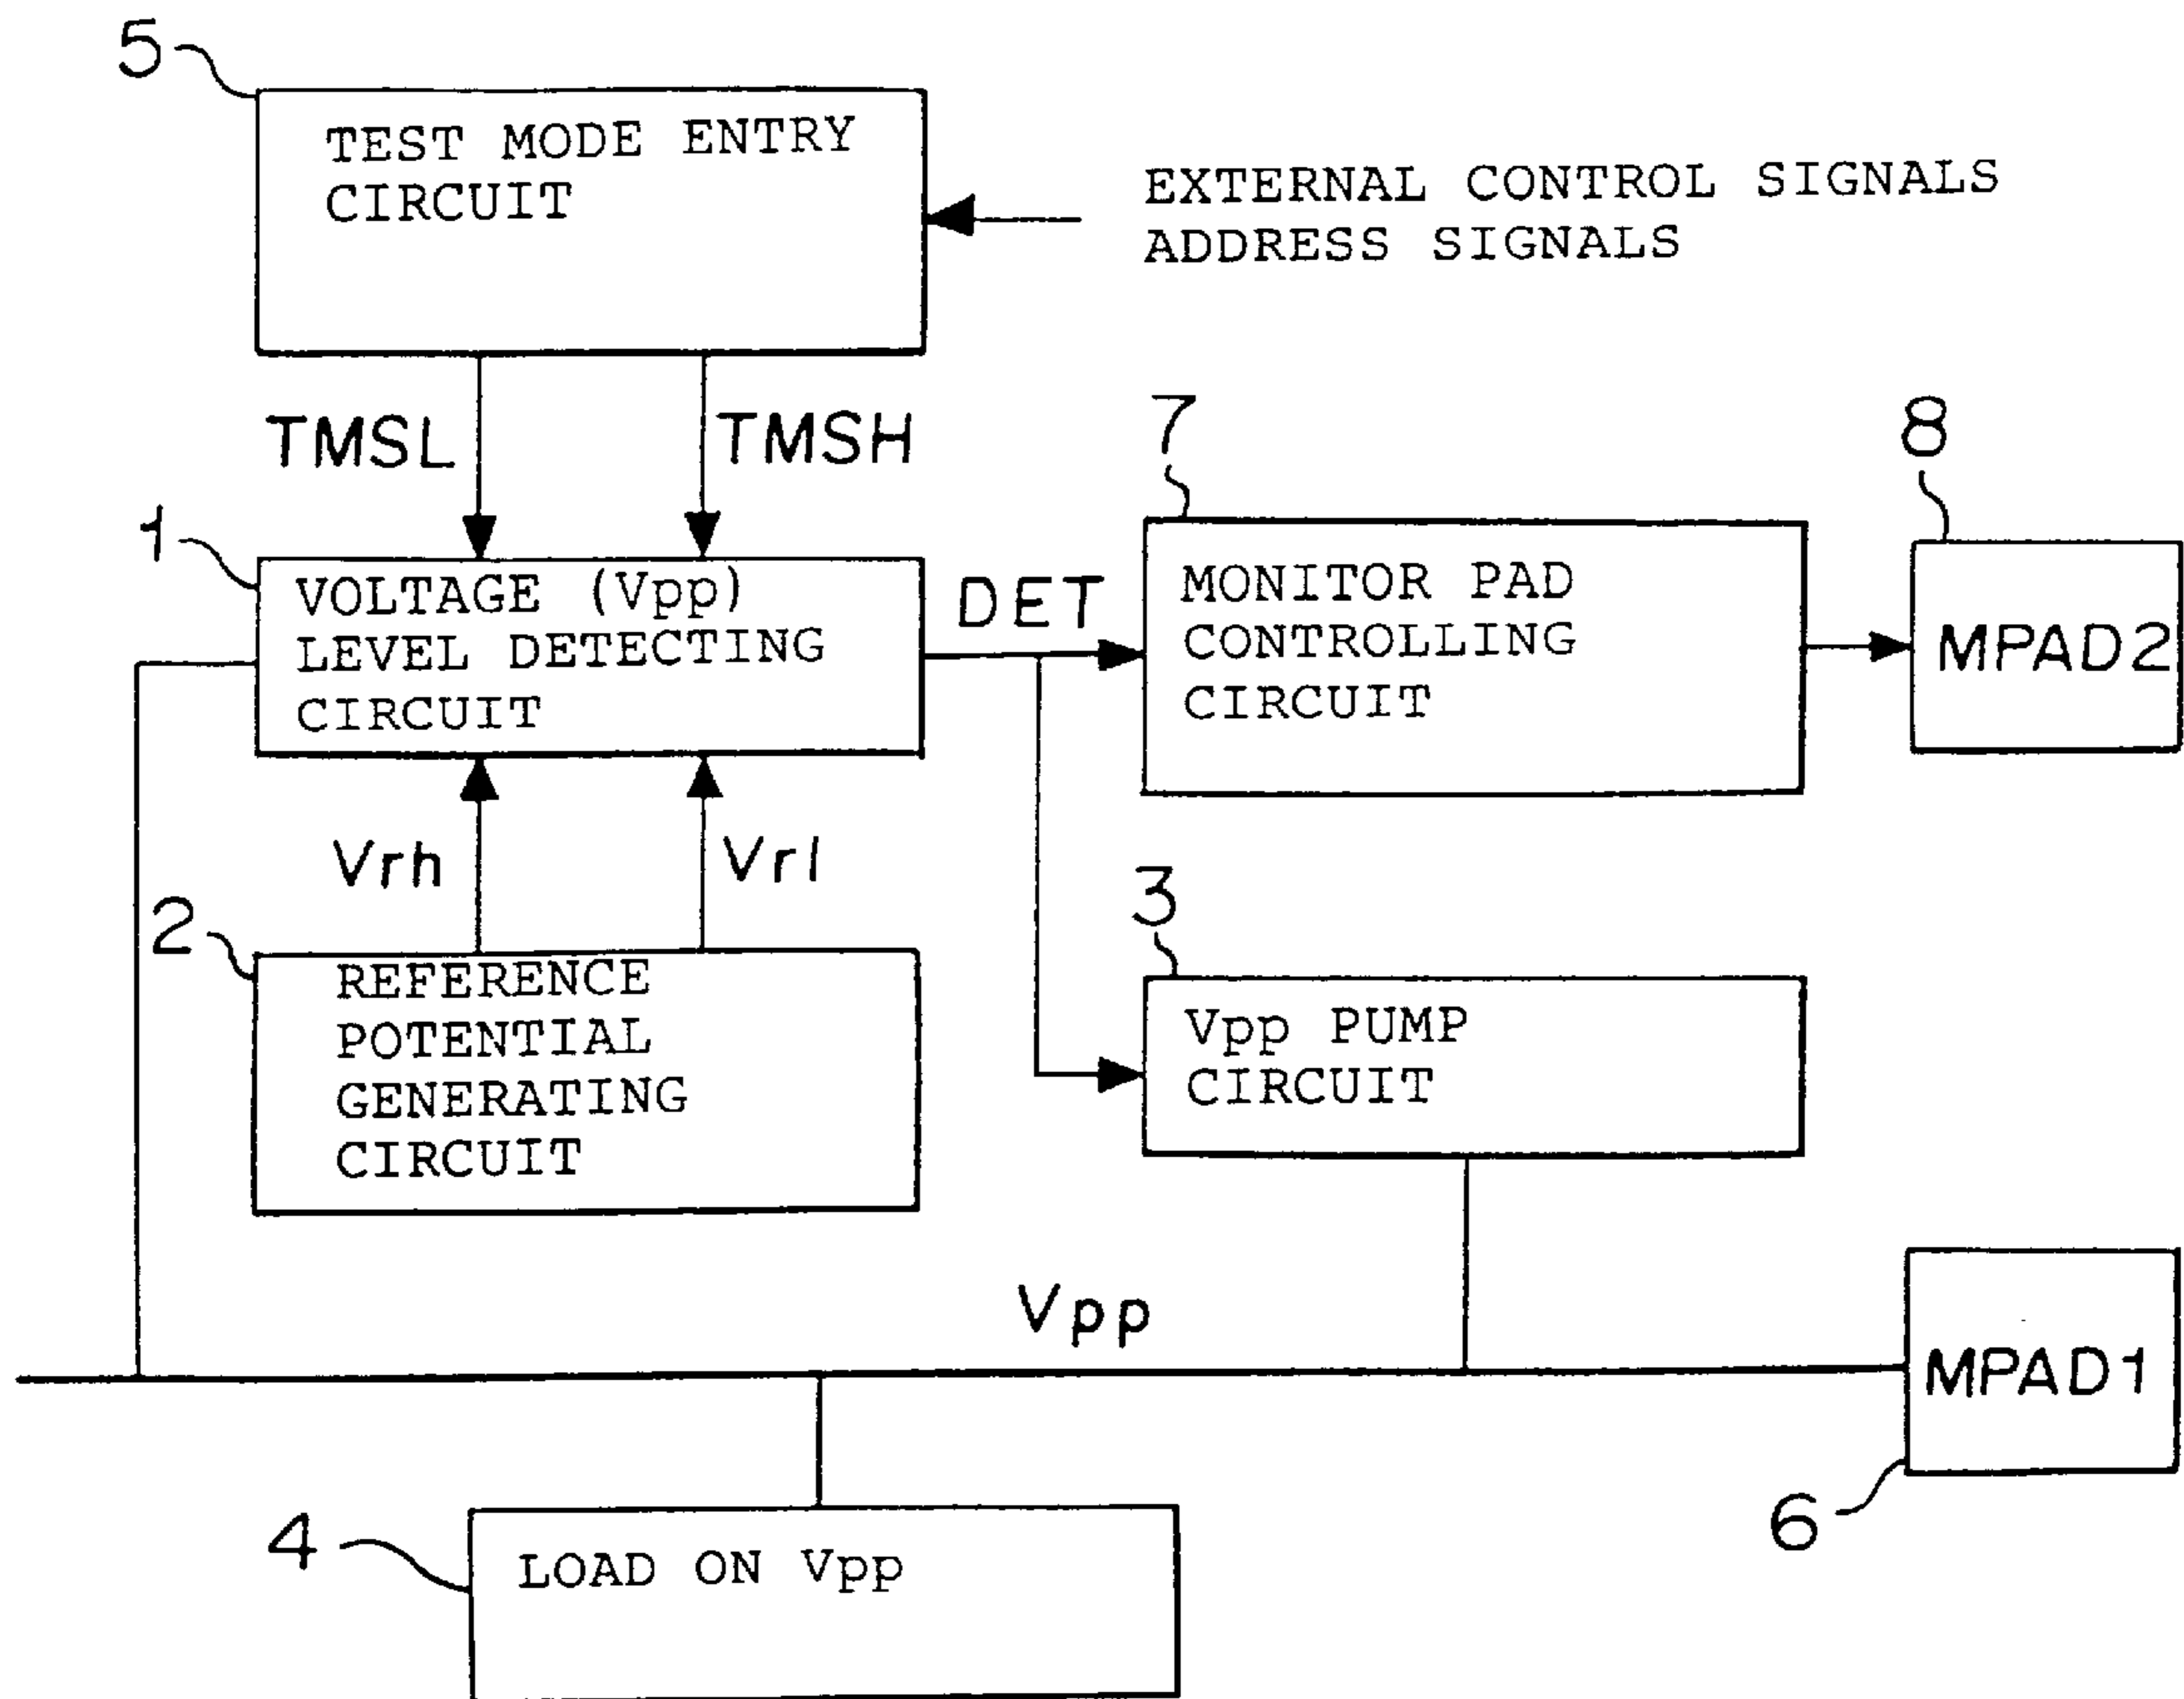 5
TEST MODE ENTRY
CIRCUIT
EXTERNAL CONTROL SIGNALS
ADDRESS SIGNALS
TMSL
TMSH
7
8
1
VOLTAGE (Vpp)
LEVEL DETECTING
CIRCUIT
DET
MONITOR PAD
CONTROLLING
CIRCUIT
MPAD2
Vrh
Vrl
2
REFERENCE
POTENTIAL
GENERATING
CIRCUIT
3
Vpp PUMP
CIRCUIT
Vpp
MPAD1
6
4
LOAD ON Vpp